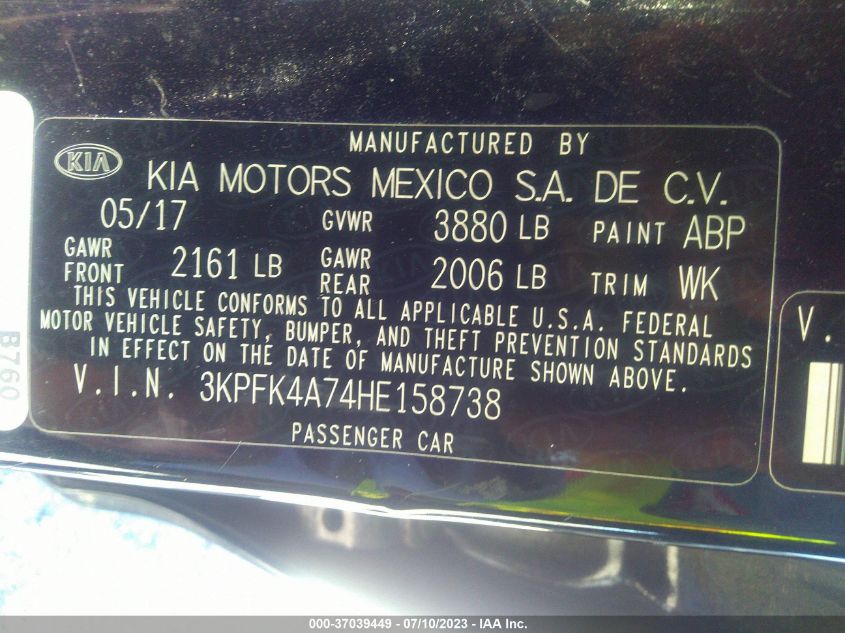 MANUFACTURED BY
KIA KIA MOTORS MEXICO S.A. DE C.V.
05/17 GVWR 3880 LB PAINT ABP
GAWR FRONT 2161 LB GAWR REAR 2006 LB TRIM WK
THIS VEHICLE CONFORMS TO ALL APPLICABLE U.S.A. FEDERAL
MOTOR VEHICLE SAFETY, BUMPER, AND THEFT PREVENTION STANDARDS
IN EFFECT ON THE DATE OF MANUFACTURE SHOWN ABOVE.
V.I.N. 3KPFK4A74HE158738
PASSENGER CAR
B760
V.
000-37039449 - 07/10/2023 - IAA Inc.